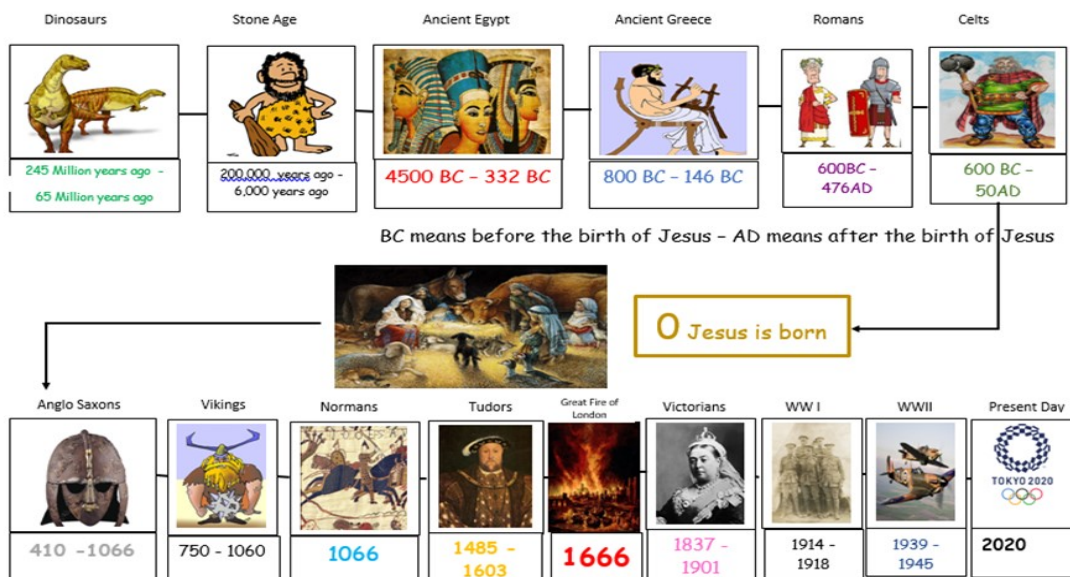 Dinosaurs
Stone Age
Ancient Egypt
Ancient Greece
Romans
Celts
245 Million years ago -
65 Million years ago
200,000 years ago -
6,000 years ago
4500 BC - 332 BC
800 BC - 146 BC
600BC -
476AD
600 BC -
50AD
BC means before the birth of Jesus – AD means after the birth of Jesus
0 Jesus is born
Anglo Saxons
Vikings
Normans
Tudors
Great Fire of
London
Victorians
WW I
WWII
Present Day
TOKYO 2020
410 -1066
750 - 1060
1066
1485 -
1603
1666
1837 -
1901
1914 -
1918
1939 -
1945
2020